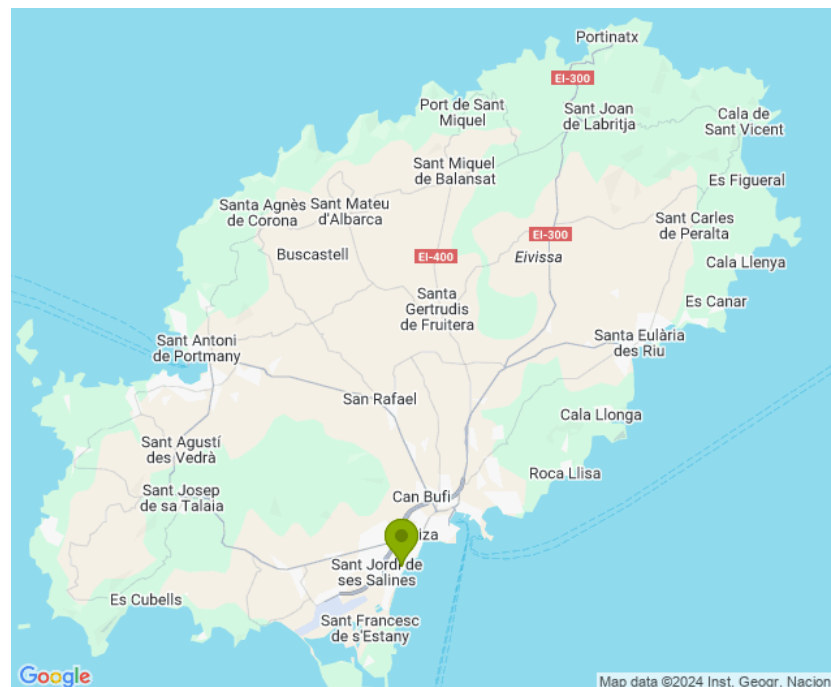 Portinatx
EI-300
Port de Sant
Miquel
Sant Joan
de Labritja
Cala de
Sant Vicent
Sant Miquel
de Balansat
Es Figueral
Santa Agnès
de Corona
Sant Mateu
d'Albarca
Sant Carles
de Peralta
EI-300
Buscastell
EI-400
Eivissa
Cala Llenya
Santa
Gertrudis
de Fruitera
Es Canar
Sant Antoni
de Portmany
Santa Eulària
des Riu
San Rafael
Cala Llonga
Sant Agustí
des Vedrà
Roca Llisa
Sant Josep
de sa Talaia
Can Bufi
iza
Sant Jordi de
ses Salines
Es Cubells
Sant Francesc
de s'Estany
Google
Map data ©2024 Inst. Geogr. Nacion